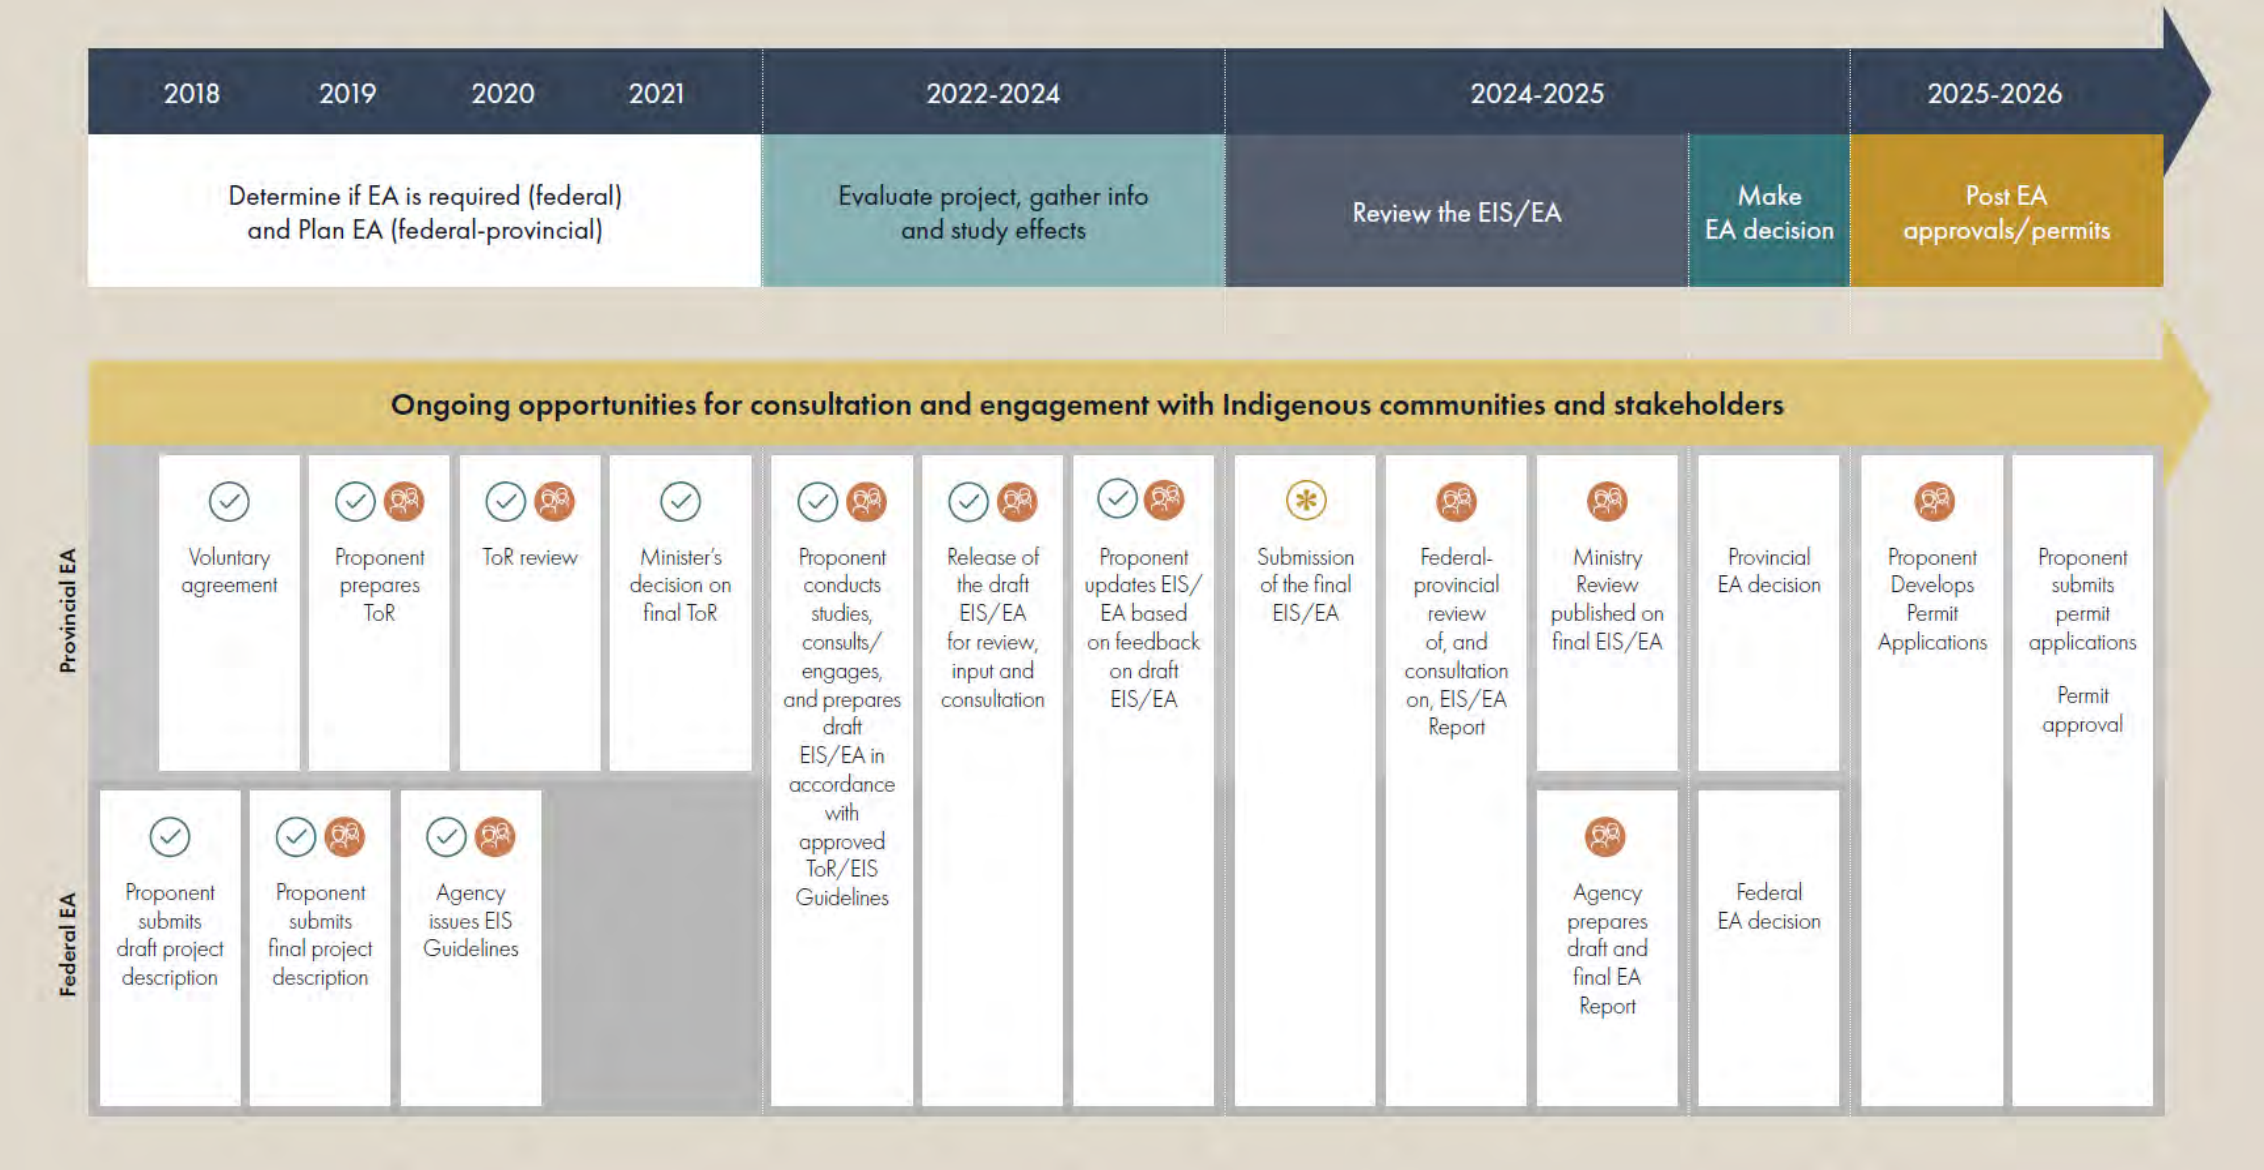 2018
2019
2020
2021
2022-2024
2024-2025
2025-2026
Determine if EA is required (federal)
and Plan EA (federal-provincial)
Evaluate project, gather info
and study effects
Review the EIS/EA
Make
EA decision
Post EA
approvals/permits
Ongoing opportunities for consultation and engagement with Indigenous communities and stakeholders
Provincial EA
Voluntary
agreement
Proponent
prepares
ToR
ToR review
Minister's
decision on
final ToR
Proponent
conducts
studies,
consults/
engages,
and prepares
draft
EIS/EA in
accordance
with
approved
ToR/EIS
Guidelines
Release of
the draft
EIS/EA
for review,
input and
consultation
Proponent
updates EIS/
EA based
on feedback
on draft
EIS/EA
Submission
of the final
EIS/EA
Federal-
provincial
review
of, and
consultation
on, EIS/EA
Report
Ministry
Review
published on
final EIS/EA
Provincial
EA decision
Proponent
Develops
Permit
Applications
Proponent
submits
permit
applications
Permit
approval
Federal EA
Proponent
submits
draft project
description
Proponent
submits
final project
description
Agency
issues EIS
Guidelines
Agency
prepares
draft and
final EA
Report
Federal
EA decision